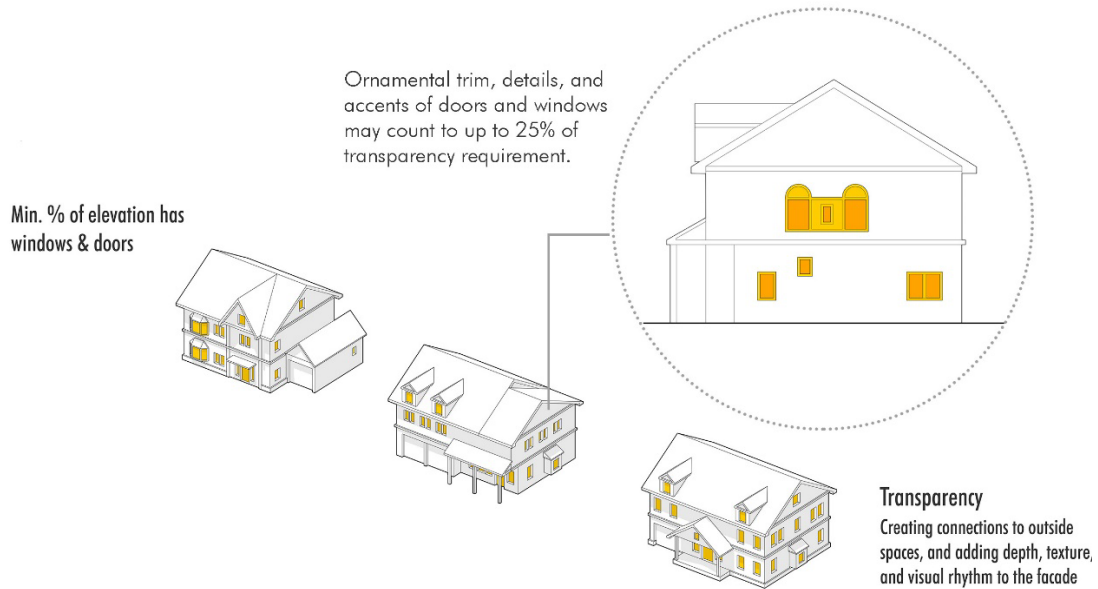 Ornamental trim, details, and
accents of doors and windows
may count to up to 25% of
transparency requirement.
Min. % of elevation has
windows & doors
Transparency
Creating connections to outside
spaces, and adding depth, texture,
and visual rhythm to the facade